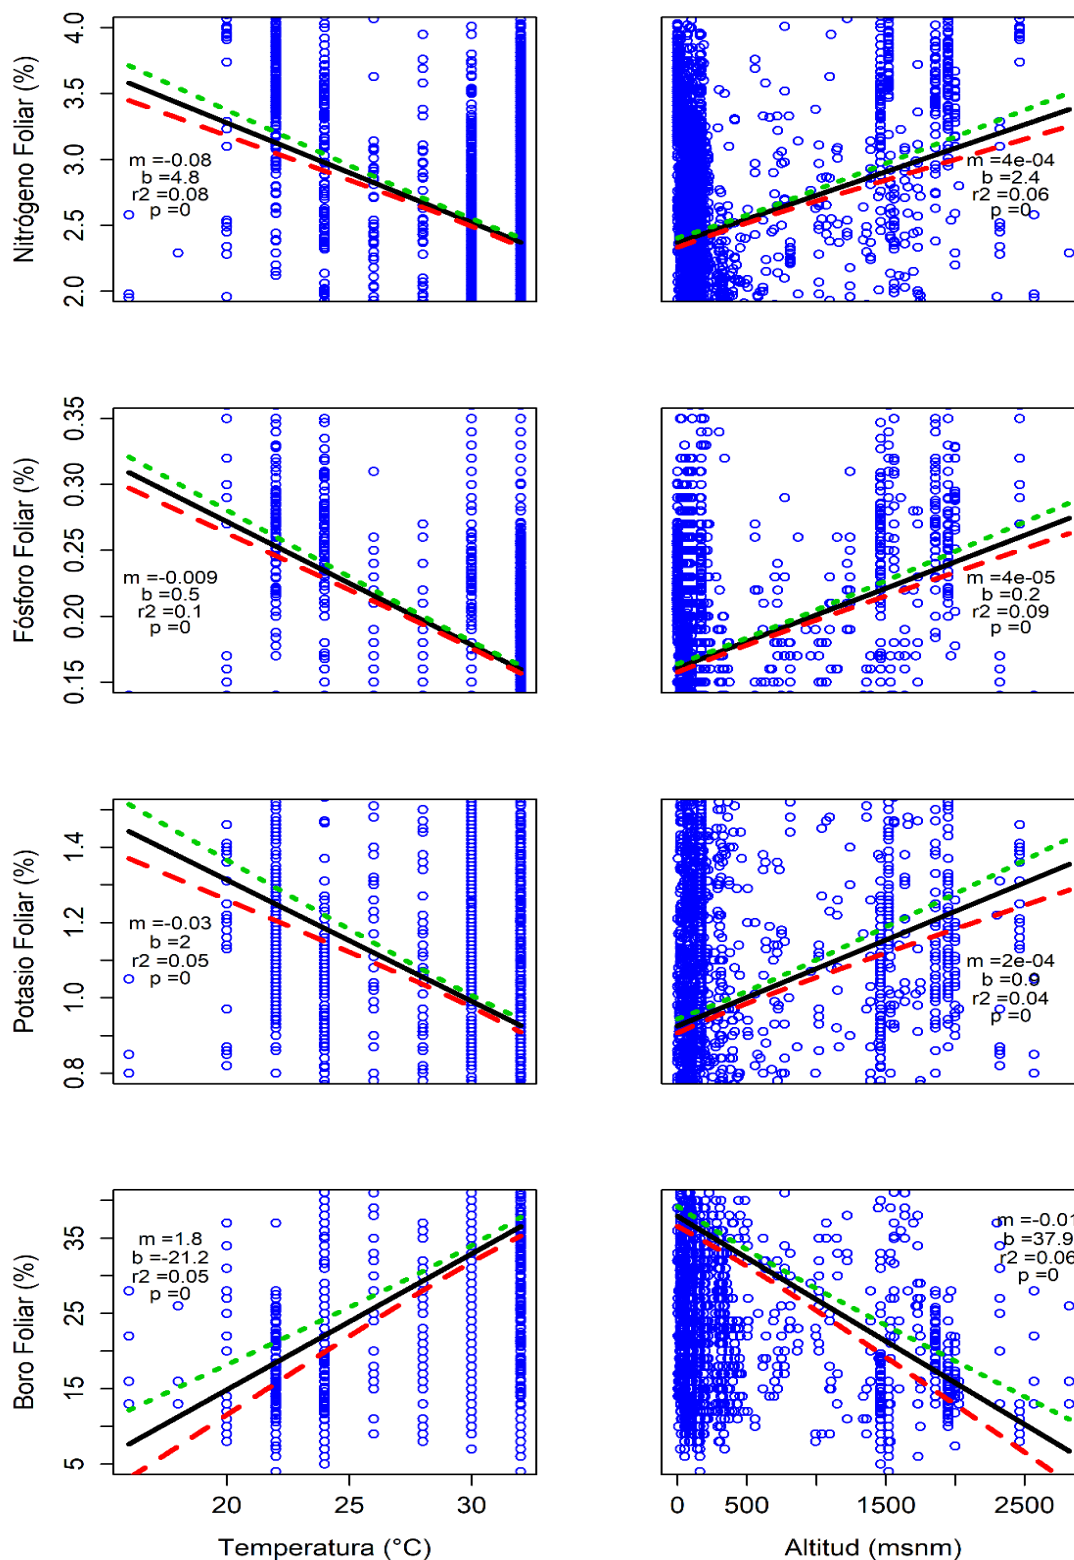 Nitrógeno Foliar (%)
4.0
3.5
3.0
2.5
2.0
m =-0.08
b =4.8
r2 =0.08
p =0
m =4e-04
b =2.4
r2 =0.06
p =0
Fósforo Foliar (%)
0.35
0.30
0.25
0.20
0.15
m =-0.009
b =0.5
r2 =0.1
p =0
m =4e-05
b =0.2
r2 =0.09
p =0
Potasio Foliar (%)
1.4
1.2
1.0
0.8
m =-0.03
b =2
r2 =0.05
p =0
m =2e-04
b =0.9
r2 =0.04
p =0
Boro Foliar (%)
35
25
15
5
m =1.8
b =-21.2
r2 =0.05
p =0
m =-0.01
b =37.9
r2 =0.06
p =0
20 25 30
0 500 1500 2500
Temperatura (°C)
Altitud (msnm)